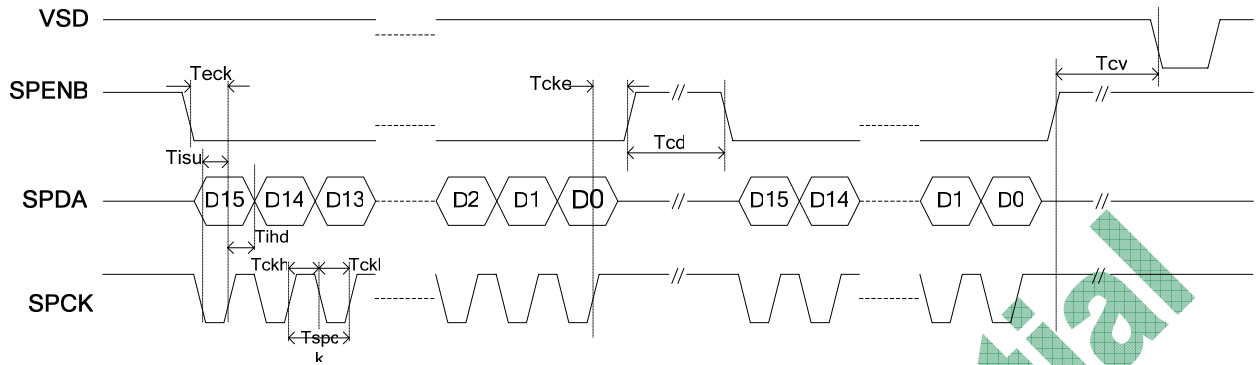 VSD
Tcv
Teck
Tcke
SPENB
Tcd
Tisu
SPDA
D15
D14
D13
D2
D1
D0
D15
D14
D1
D0
Tihd
Tckh
Tckl
SPCK
Tspc
k
tial